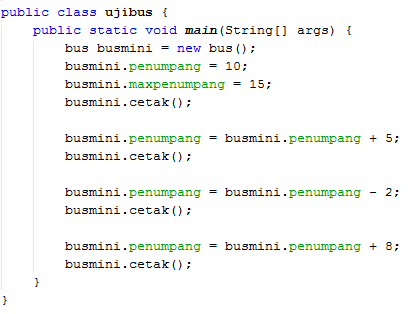 public class ujibus {
public static void main(String[] args) {
bus busmini = new bus();
busmini.penumpang = 10;
busmini.maxpenumpang = 15;
busmini.cetak();
busmini.penumpang = busmini.penumpang + 5;
busmini.cetak();
busmini.penumpang = busmini.penumpang - 2;
busmini.cetak();
busmini.penumpang = busmini.penumpang + 8;
busmini.cetak();
}
}